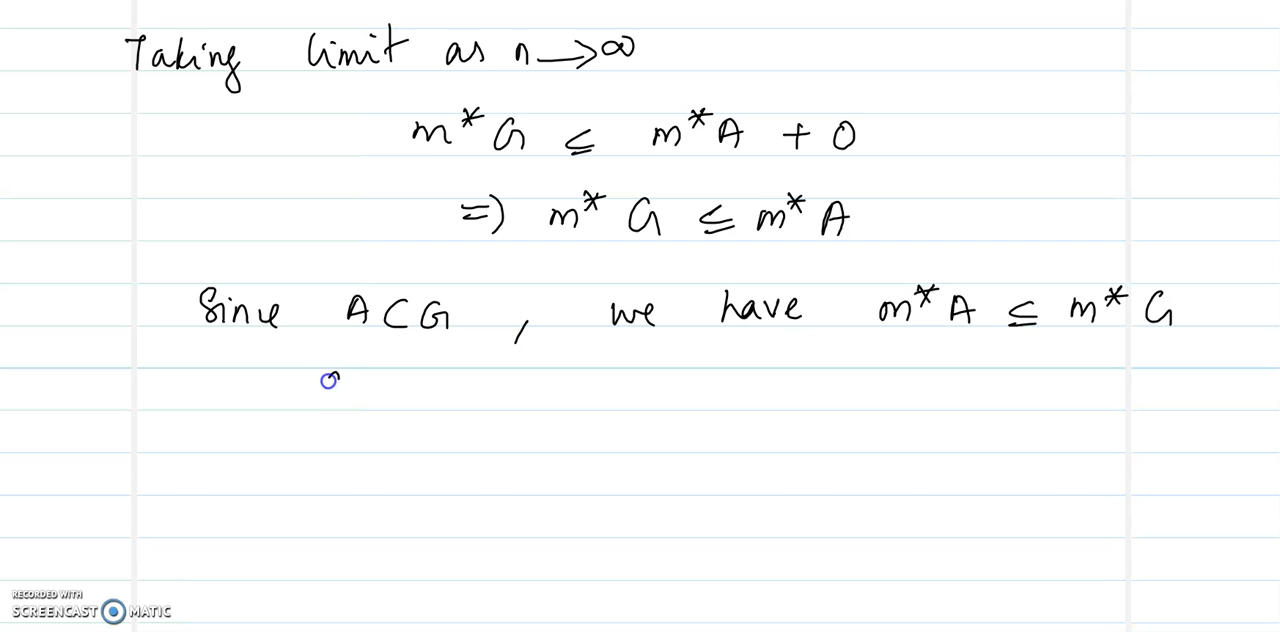 Taking limit as n → ∞
m* G ≤ m* A + 0
⇒ m* G ≤ m* A
Since A ⊂ G , we have m* A ≤ m* G
RECORDED WITH
SCREENCAST MATIC